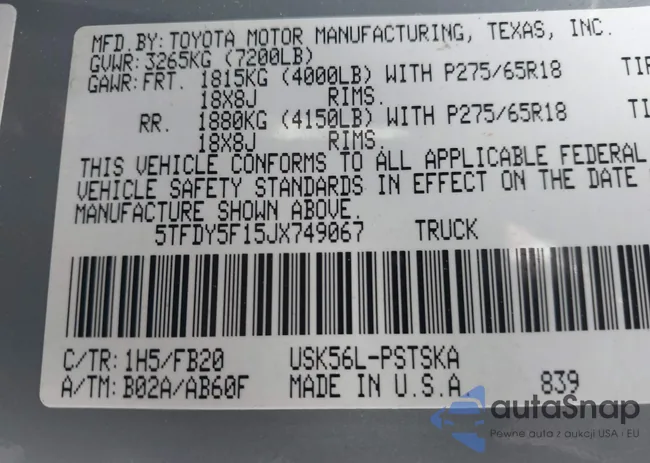 MFD.BY: TOYOTA MOTOR MANUFACTURING, TEXAS, INC.
GVWR: 3265KG (7200LB)
GAWR: FRT. 1815KG (4000LB) WITH P275/65R18
18X8J RIMS.
RR. 1880KG (4150LB) WITH P275/65R18
18X8J RIMS.
THIS VEHICLE CONFORMS TO ALL APPLICABLE FEDERAL
VEHICLE SAFETY STANDARDS IN EFFECT ON THE DATE
MANUFACTURE SHOWN ABOVE.
5TFDY5F15JX749067 TRUCK
C/TR: 1H5/FB20 USK56L-PSTSKA
A/TM: B02A/AB60F MADE IN U.S.A 839
autaSnap
Pewne auta z aukcji USA i EU